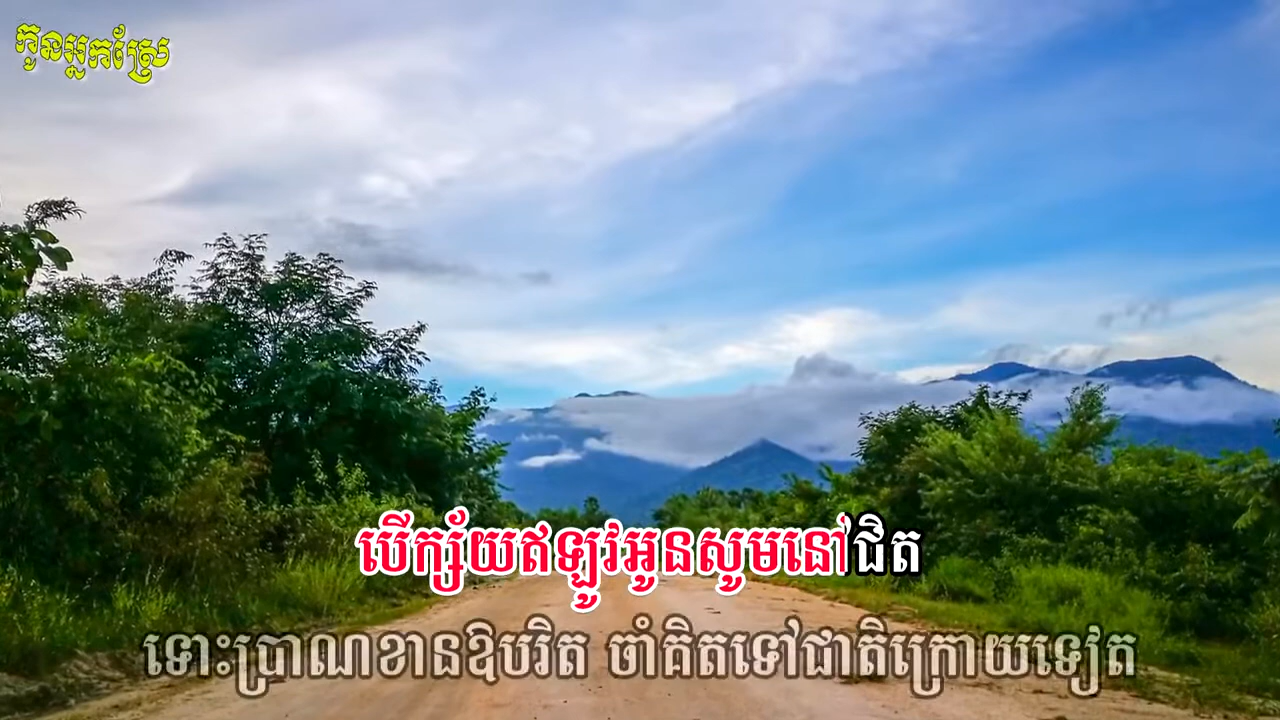 កូនអ្នកស្រែ
បើក្ស័យឥឡូវអូនសូមនៅជិត
ទោះប្រាណខានឱបរិត ចាំគិតទៅជាតិក្រោយទៀត